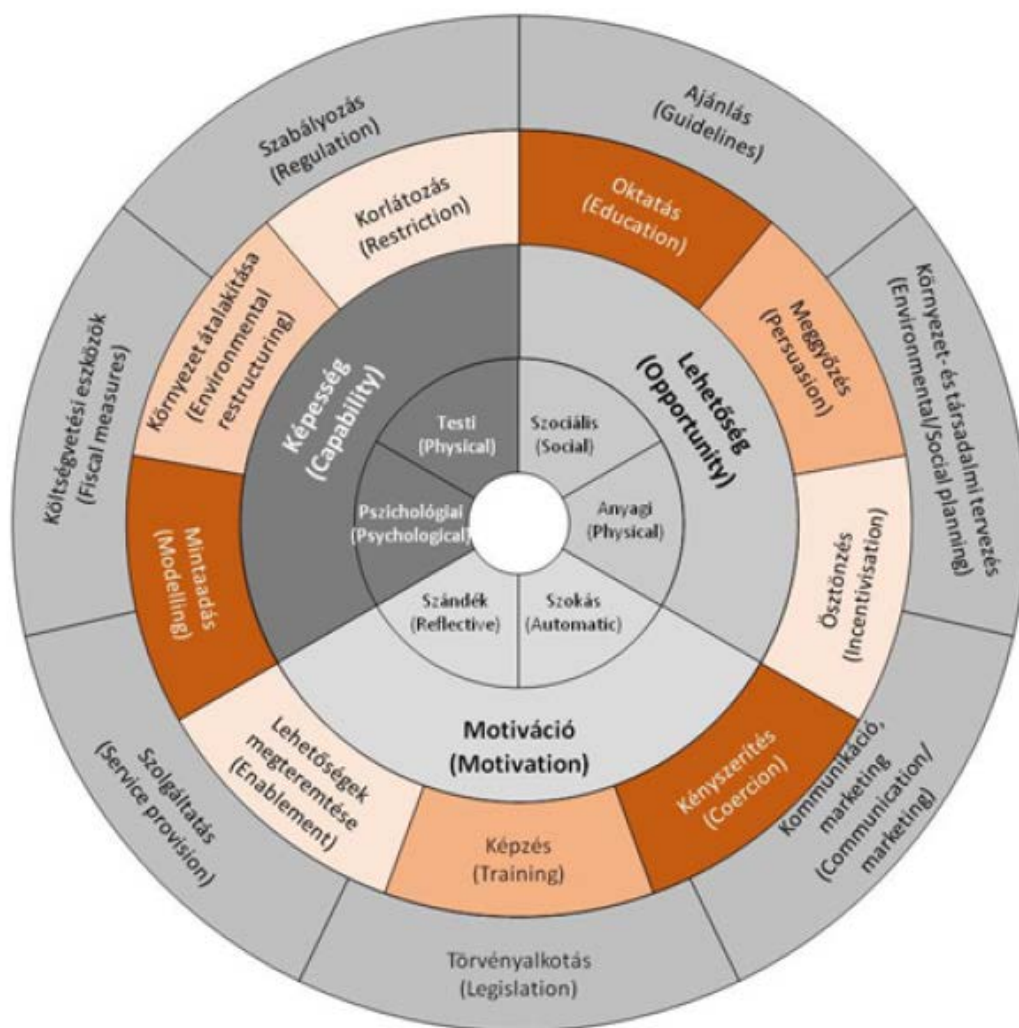 Szabályozás
(Regulation)
Ajánlás
(Guidelines)
Környezet- és társadalmi tervezés
(Environmental/Social planning)
Kommunikáció,
marketing
(Communication/
marketing)
Törvényalkotás
(Legislation)
Szolgáltatás
(Service provision)
Költségvetési eszközök
(Fiscal measures)
Korlátozás
(Restriction)
Oktatás
(Education)
Meggyőzés
(Persuasion)
Ösztönzés
(Incentivisation)
Kényszerítés
(Coercion)
Képzés
(Training)
Lehetőségek
megteremtése
(Enablement)
Mintaadás
(Modelling)
Környezet átalakítása
(Environmental
restructuring)
Képesség
(Capability)
Lehetőség
(Opportunity)
Motiváció
(Motivation)
Testi
(Physical)
Szociális
(Social)
Anyagi
(Physical)
Szokás
(Automatic)
Szándék
(Reflective)
Pszichológiai
(Psychological)